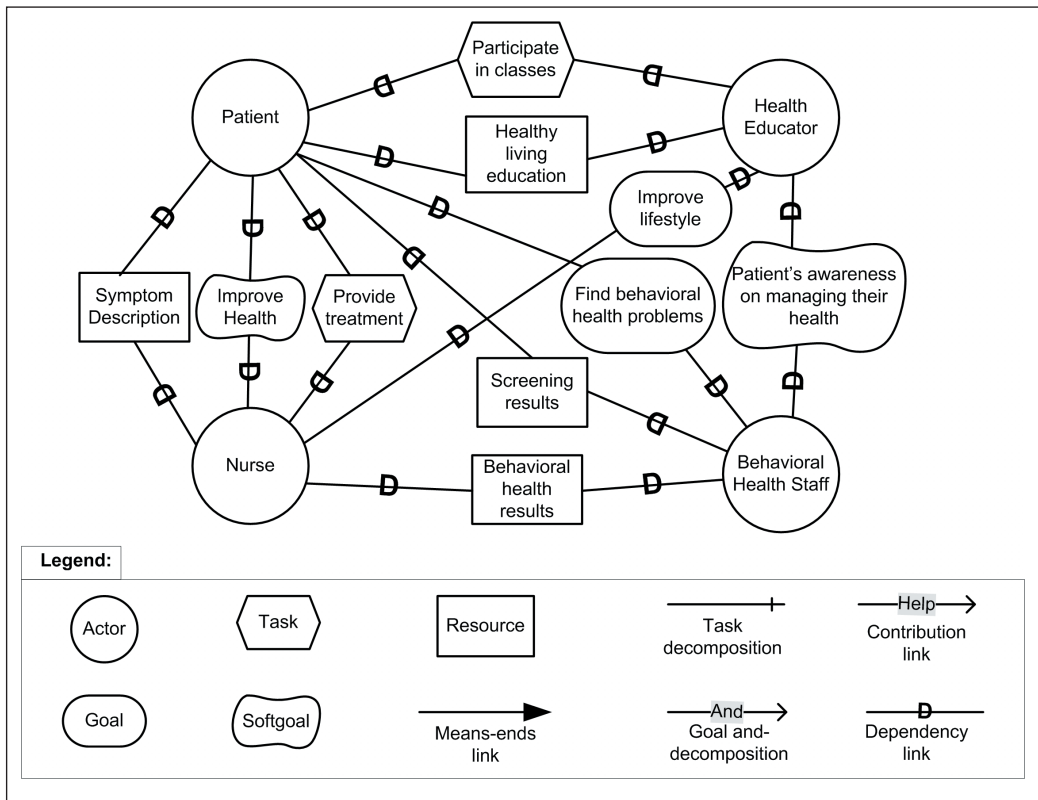 Participate
in classes
Patient
Health
Educator
Healthy
living
education
Improve
lifestyle
D
D
D
D
D
D
D
D
D
D
D
Symptom
Description
Improve
Health
Provide
treatment
Find behavioral
health problems
Patient's awareness
on managing their
health
D
Screening
results
D
D
D
D
D
D
Nurse
Behavioral
health
results
Behavioral
Health Staff
D
D
Legend:
Actor
Task
Resource
Task
decomposition
Help
Contribution
link
Goal
Softgoal
Means-ends
link
And
Goal and-
decomposition
D
Dependency
link